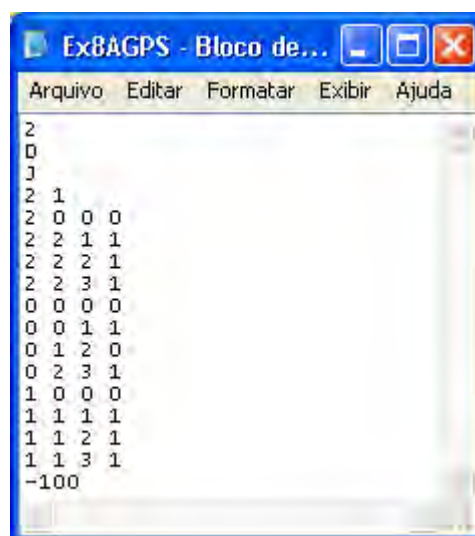 Ex8AGPS - Bloco de...
Arquivo Editar Formatar Exibir Ajuda
2
D
J
2 1
2 0 0 0
2 2 1 1
2 2 2 1
2 2 3 1
0 0 0 0
0 0 1 1
0 1 2 0
0 2 3 1
1 0 0 0
1 1 1 1
1 1 2 1
1 1 3 1
-100